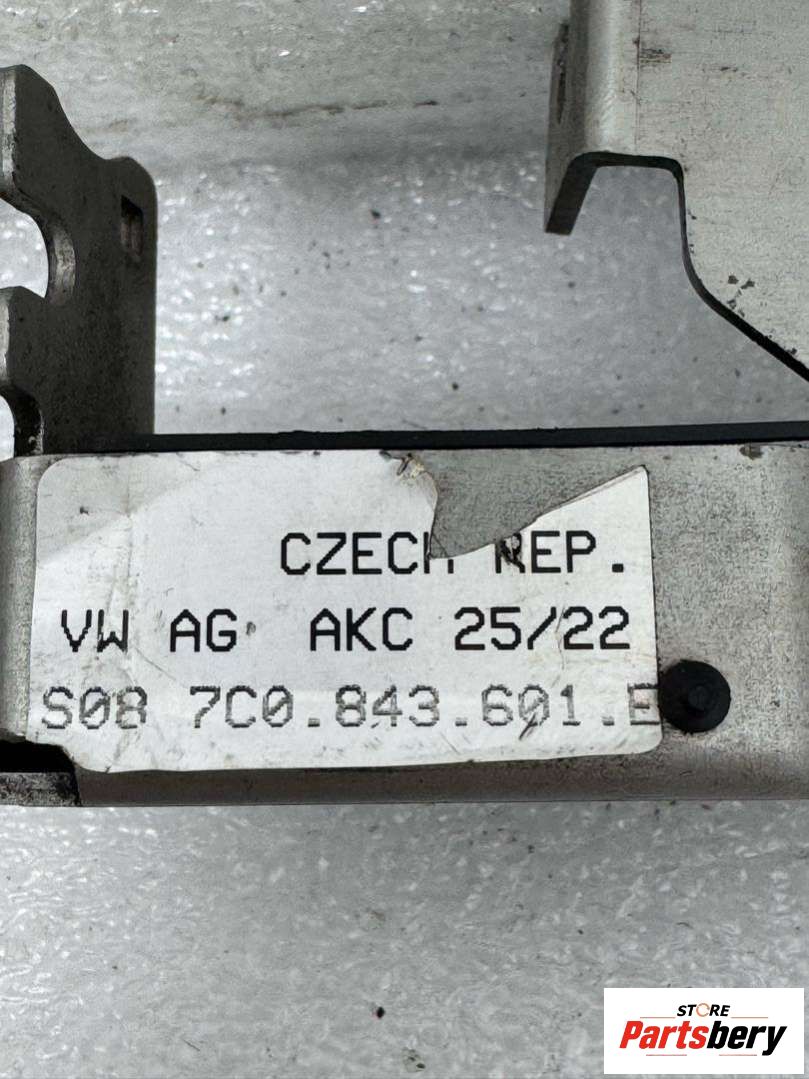 CZECH REP.
VW AG AKC 25/22
S08 7C0.843.601.E
STORE
Partsbery